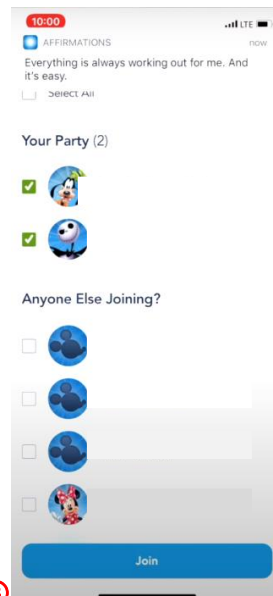 10:00
LTE
AFFIRMATIONS now
Everything is always working out for me. And
it's easy.
Select All
Your Party (2)
Anyone Else Joining?
Join